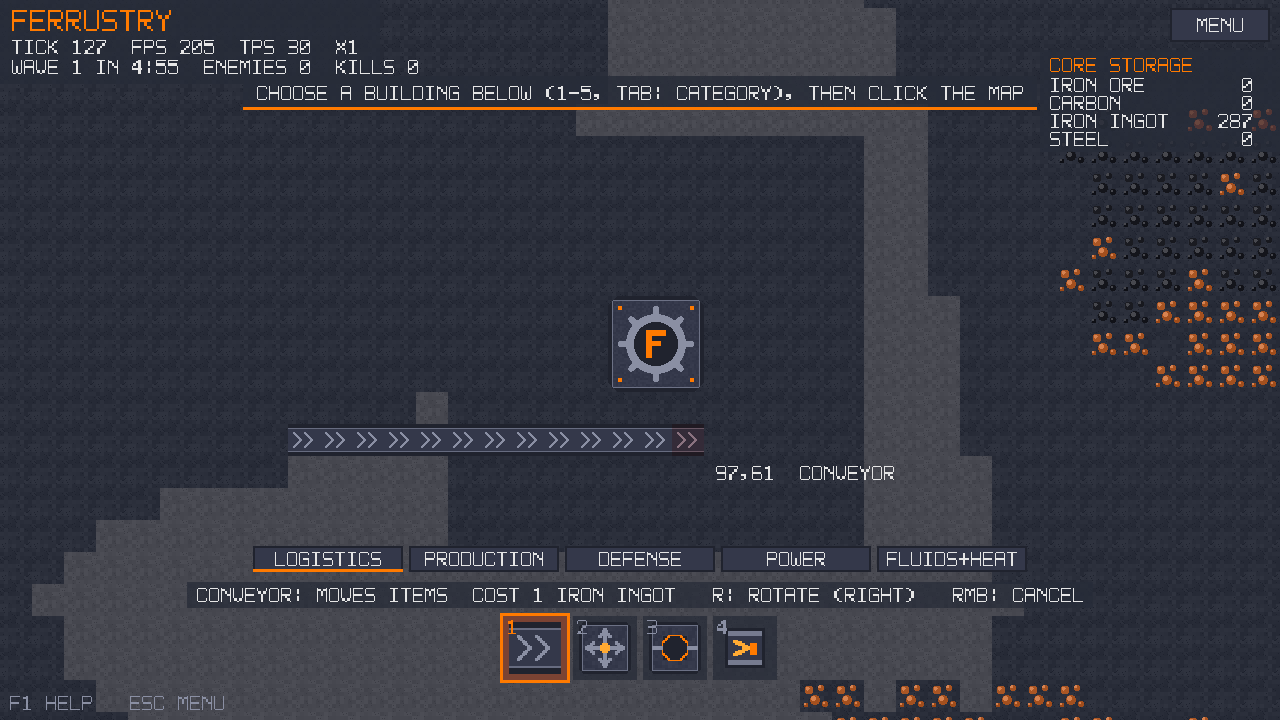 FERRUSTRY
TICK 127 FPS 205 TPS 30 X1
WAVE 1 IN 4:55 ENEMIES 0 KILLS 0
MENU
CHOOSE A BUILDING BELOW (1-5, TAB: CATEGORY), THEN CLICK THE MAP
CORE STORAGE
IRON ORE 0
CARBON 0
IRON INGOT 287
STEEL 0
F
97,61 CONVEYOR
LOGISTICS PRODUCTION DEFENSE POWER FLUIDS+HEAT
CONVEYOR: MOVES ITEMS COST 1 IRON INGOT R: ROTATE (RIGHT) RMB: CANCEL
1 2 3 4
F1 HELP ESC MENU